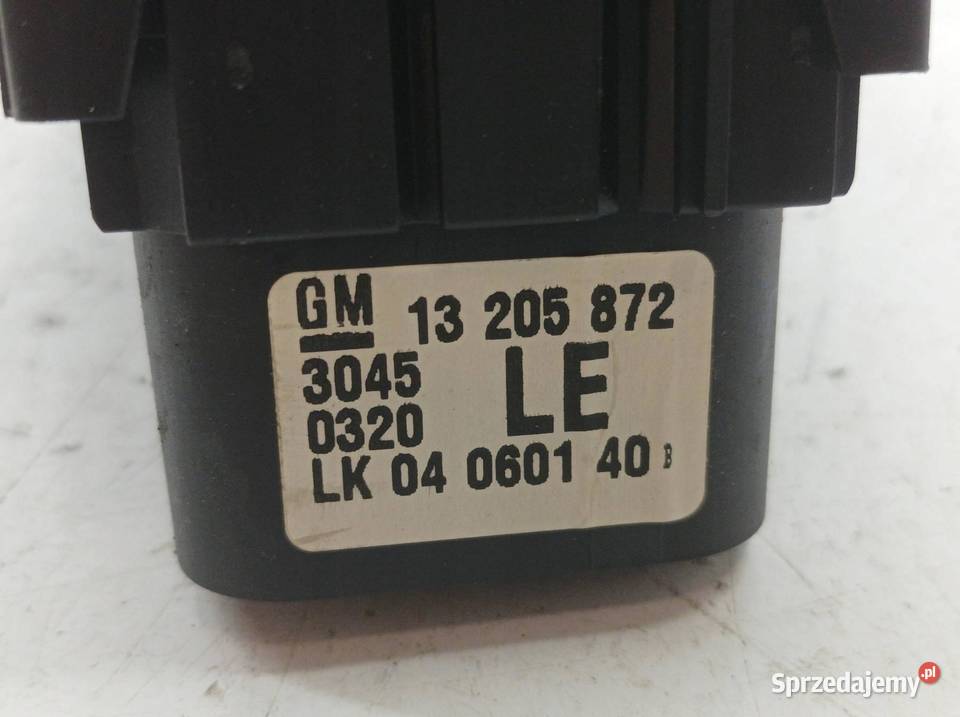 GM 13 205 872
3045 LE
0320
LK 04 0601 40 B
Sprzedajemy.pl